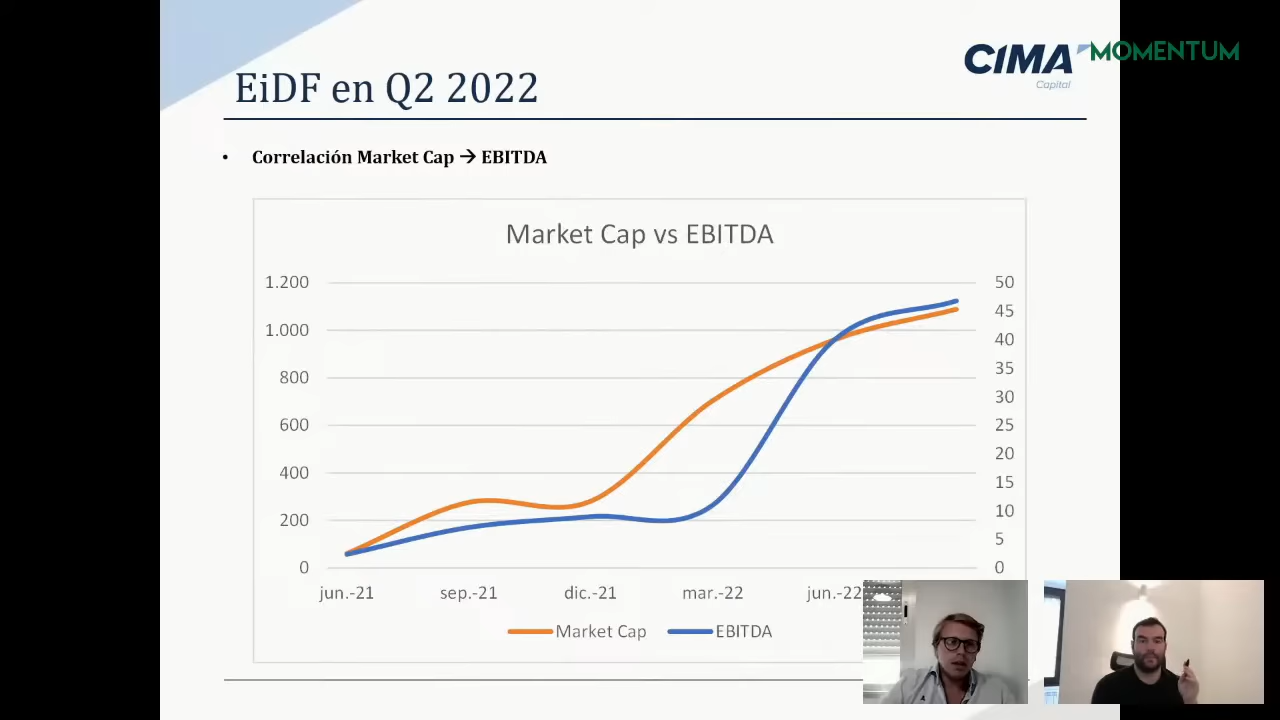 CIMA
Capital
MOMENTUM
EiDF en Q2 2022
• Correlación Market Cap → EBITDA
Market Cap vs EBITDA
1.200
1.000
800
600
400
200
0
50
45
40
35
30
25
20
15
10
5
0
jun.-21 sep.-21 dic.-21 mar.-22 jun.-22
Market Cap EBITDA